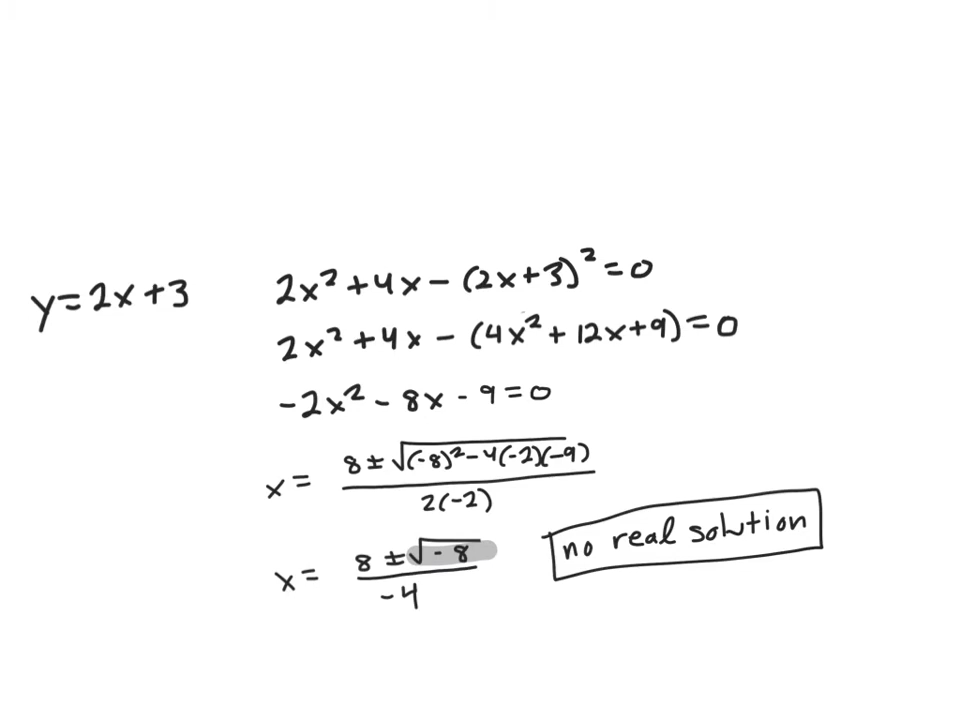 y=2x+3
2x²+4x-(2x+3)²=0
2x²+4x-(4x²+12x+9)=0
-2x²-8x-9=0
x= 8±√(-8)²-4(-2)(-9) / 2(-2)
x= 8±√-8 / -4
no real solution